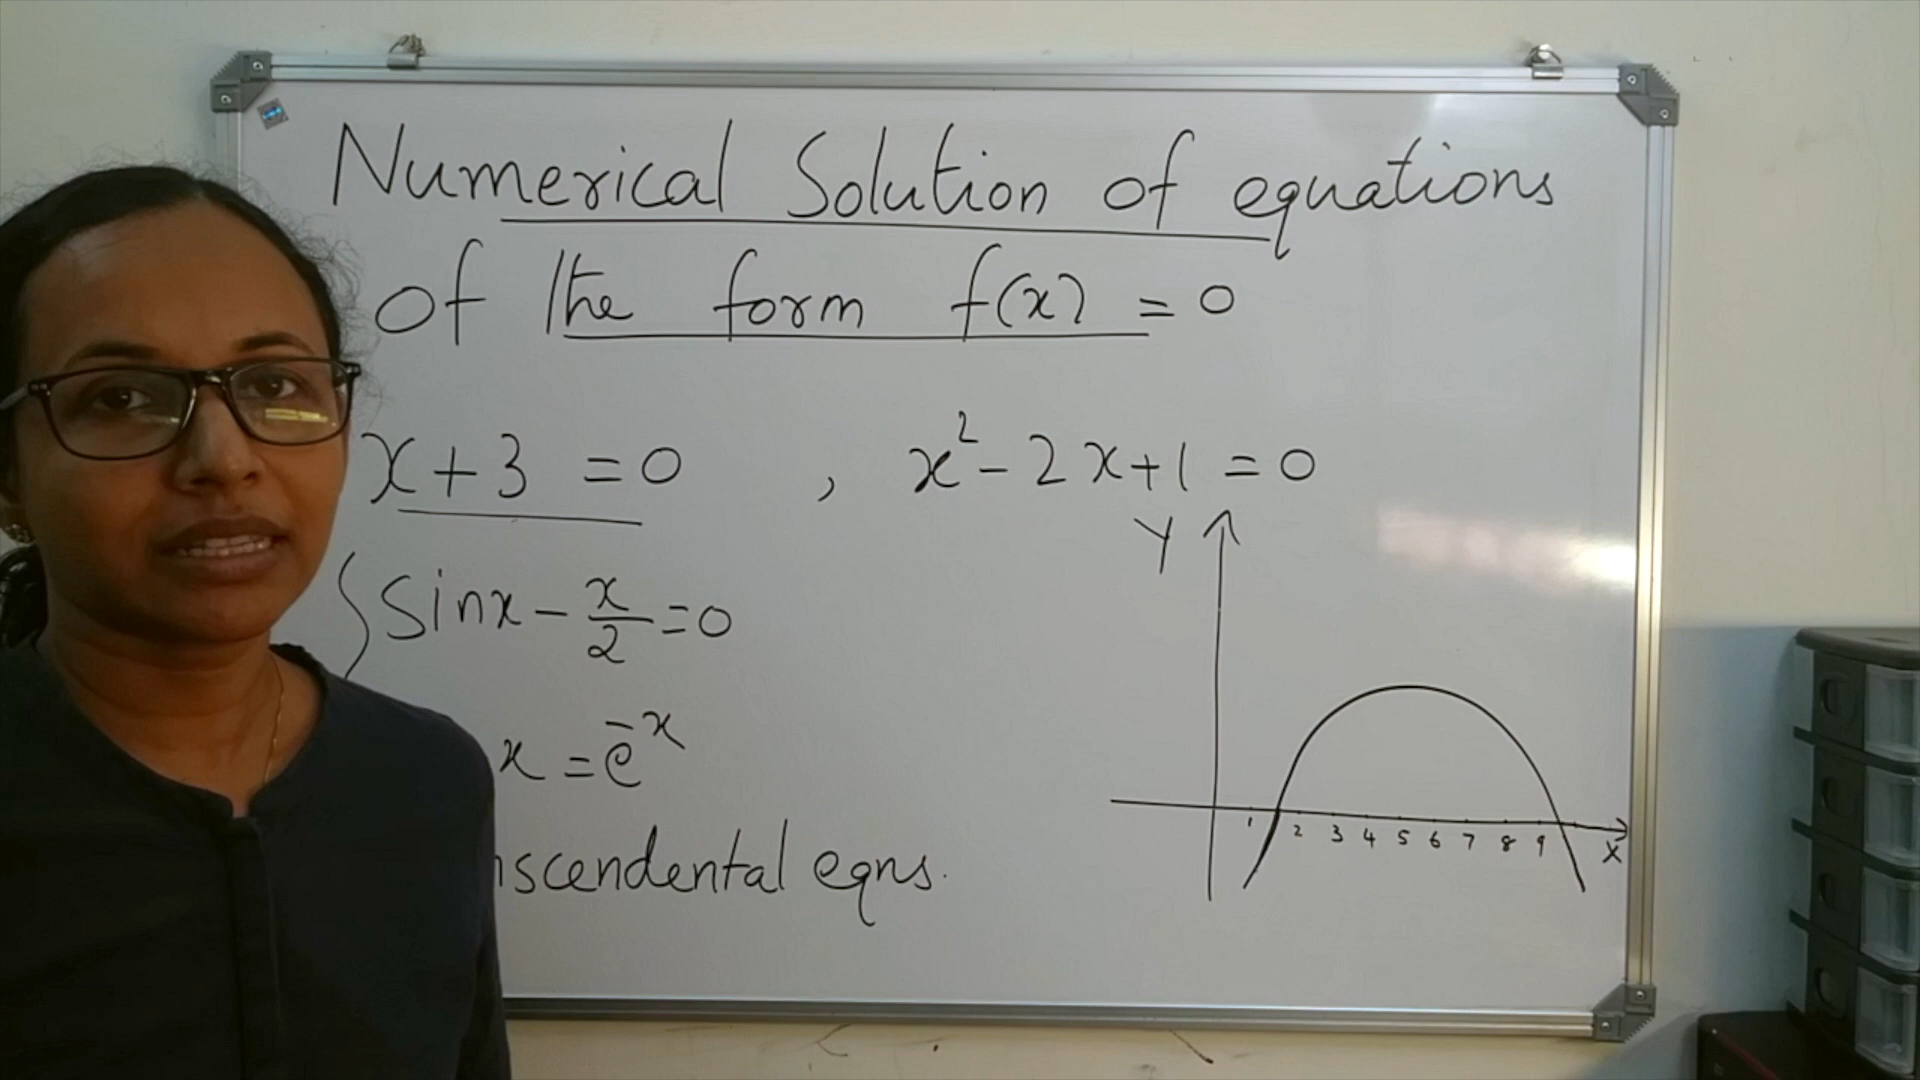 Numerical Solution of equations
of the form f(x) = 0
x + 3 = 0 , x² - 2x + 1 = 0
Y
Sin x - x/2 = 0
x = e⁻ˣ
1 2 3 4 5 6 7 8 9 X
nscendental eqns.